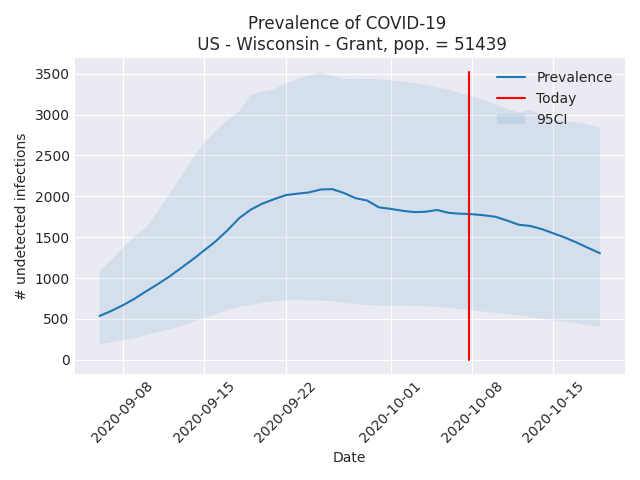 Prevalence of COVID-19
US - Wisconsin - Grant, pop. = 51439
3500
3000
2500
2000
1500
1000
500
0
# undetected infections
Prevalence
Today
95CI
2020-09-08
2020-09-15
2020-09-22
2020-10-01
2020-10-08
2020-10-15
Date